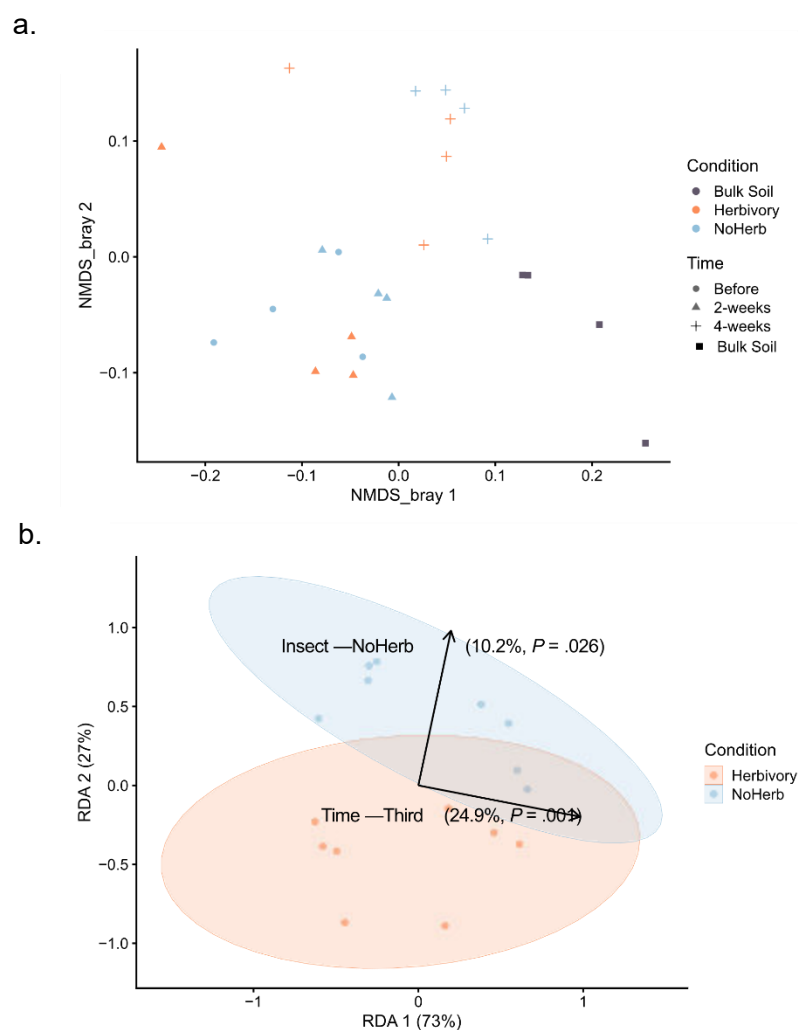 a.
0.1
0.0
−0.1
NMDS_bray 2
−0.2
−0.1
0.0
0.1
0.2
NMDS_bray 1
Condition
Bulk Soil
Herbivory
NoHerb
Time
Before
2-weeks
4-weeks
Bulk Soil
b.
1.0
0.5
0.0
−0.5
−1.0
RDA 2 (27%)
Insect —NoHerb
(10.2%, P = .026)
Time —Third
(24.9%, P = .001)
−1
0
1
RDA 1 (73%)
Condition
Herbivory
NoHerb